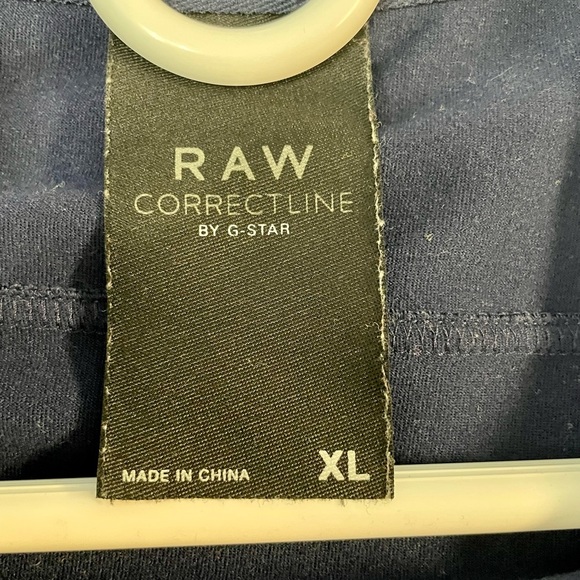 RAW
CORRECTLINE
BY G-STAR
MADE IN CHINA
XL